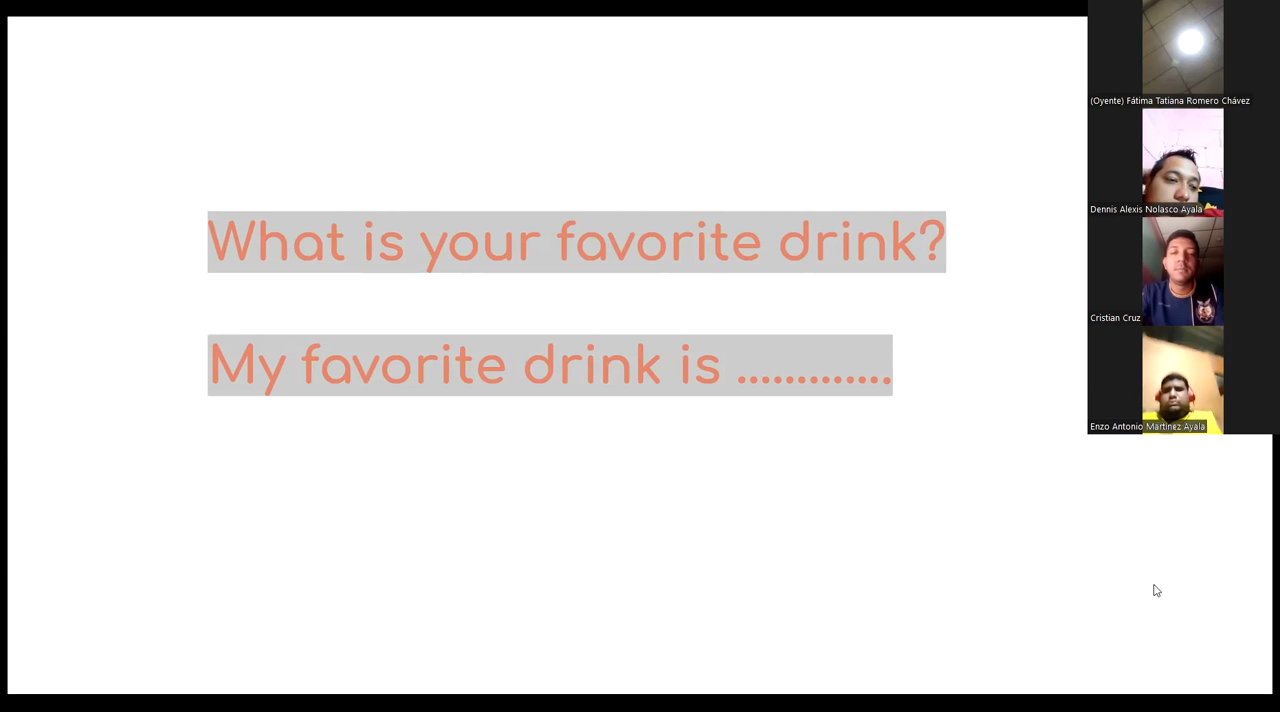 What is your favorite drink?
My favorite drink is .............
(Oyente) Fátima Tatiana Romero Chávez
Dennis Alexis Nolasco Ayala
Cristian Cruz
Enzo Antonio Martinez Ayala